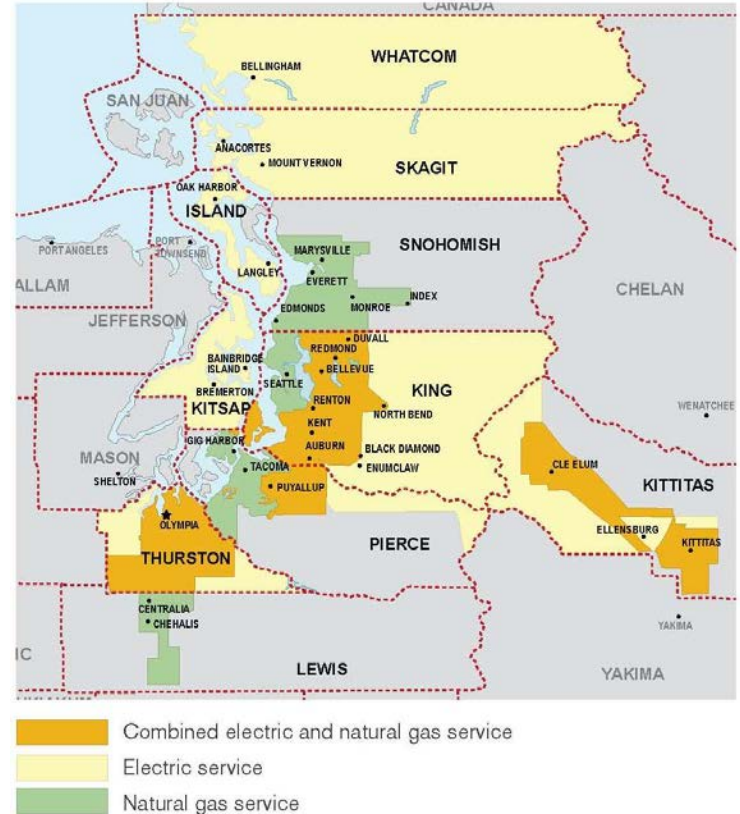 CANADA
WHATCOM
BELLINGHAM
SAN JUAN
ANACORTES
MOUNT VERNON
SKAGIT
OAK HARBOR
ISLAND
PORT ANGELES
PORT
TOWNSEND
MARYSVILLE
SNOHOMISH
LANGLEY
EVERETT
ALLAM
CHELAN
MONROE
INDEX
EDMONDS
JEFFERSON
DUVALL
REDMOND
BAINBRIDGE
ISLAND
BELLEVUE
SEATTLE
BREMERTON
KING
RENTON
NORTH BEND
WENATCHEE
KITSAP
KENT
GIG HARBOR
AUBURN
BLACK DIAMOND
MASON
TACOMA
ENUMCLAW
CLE ELUM
SHELTON
PUYALLUP
KITTITAS
OLYMPIA
ELLENSBURG
PIERCE
KITTITAS
THURSTON
CENTRALIA
CHEHALIS
YAKIMA
IC
LEWIS
YAKIMA
Combined electric and natural gas service
Electric service
Natural gas service